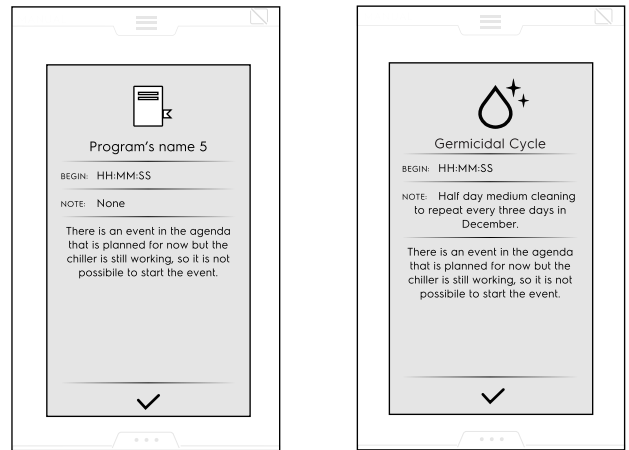 Program's name 5
BEGIN: HH:MM:SS
NOTE: None
There is an event in the agenda
that is planned for now but the
chiller is still working, so it is not
possibile to start the event.
Germicidal Cycle
BEGIN: HH:MM:SS
NOTE: Half day medium cleaning
to repeat every three days in
December.
There is an event in the agenda
that is planned for now but the
chiller is still working, so it is not
possibile to start the event.